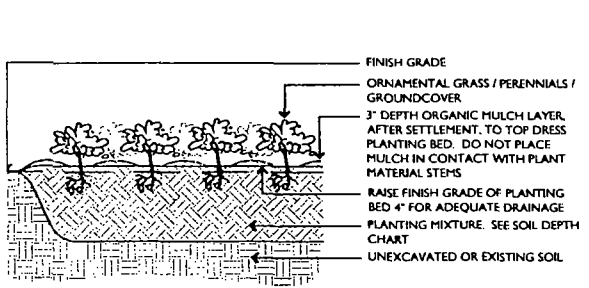 FINISH GRADE
ORNAMENTAL GRASS / PERENNIALS /
GROUNDCOVER
3" DEPTH ORGANIC MULCH LAYER,
AFTER SETTLEMENT, TO TOP DRESS
PLANTING BED. DO NOT PLACE
MULCH IN CONTACT WITH PLANT
MATERIAL STEMS
RAISE FINISH GRADE OF PLANTING
BED 4" FOR ADEQUATE DRAINAGE
PLANTING MIXTURE. SEE SOIL DEPTH
CHART
UNEXCAVATED OR EXISTING SOIL